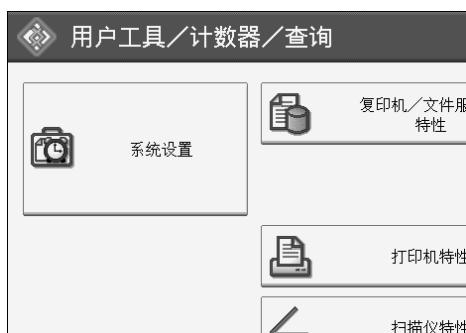 用户工具／计数器／查询
系统设置
复印机／文件服
特性
打印机特性
扫描仪特性